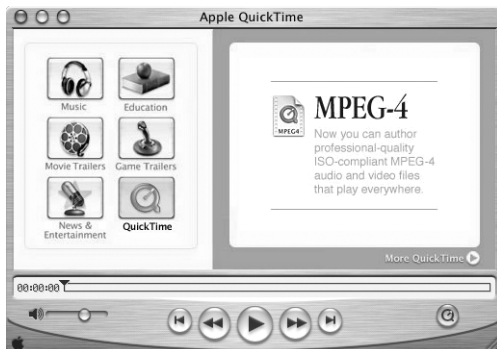 Apple QuickTime
Music
Education
Movie Trailers
Game Trailers
News &
Entertainment
QuickTime
MPEG4
MPEG-4
Now you can author
professional-quality
ISO-compliant MPEG-4
audio and video files
that play everywhere.
More QuickTime
00:00:00